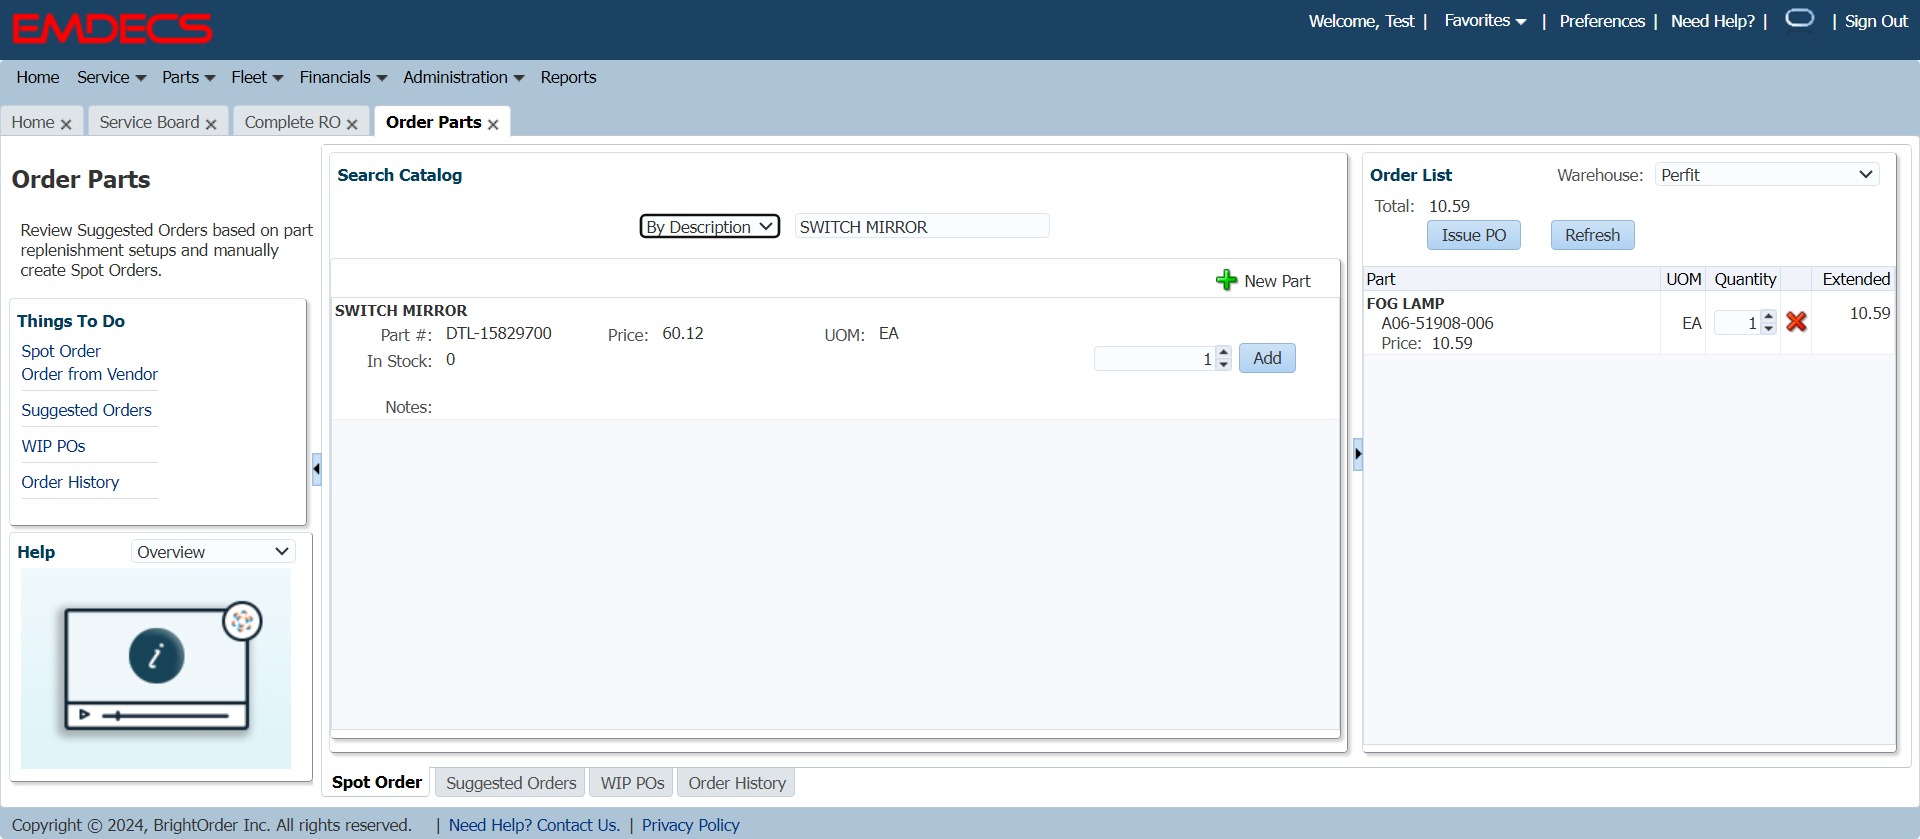 EMDECS
Welcome, Test | Favorites | Preferences | Need Help? | | Sign Out
Home Service Parts Fleet Financials Administration Reports
Home Service Board Complete RO Order Parts
Order Parts
Review Suggested Orders based on part
replenishment setups and manually
create Spot Orders.
Things To Do
Spot Order
Order from Vendor
Suggested Orders
WIP POs
Order History
Help Overview
i
Search Catalog
By Description SWITCH MIRROR
New Part
SWITCH MIRROR
Part #: DTL-15829700 Price: 60.12 UOM: EA
In Stock: 0 1 Add
Notes:
Order List Warehouse: Perfit
Total: 10.59
Issue PO Refresh
Part UOM Quantity Extended
FOG LAMP
A06-51908-006 EA 1 10.59
Price: 10.59
Spot Order Suggested Orders WIP POs Order History
Copyright © 2024, BrightOrder Inc. All rights reserved. | Need Help? Contact Us. | Privacy Policy